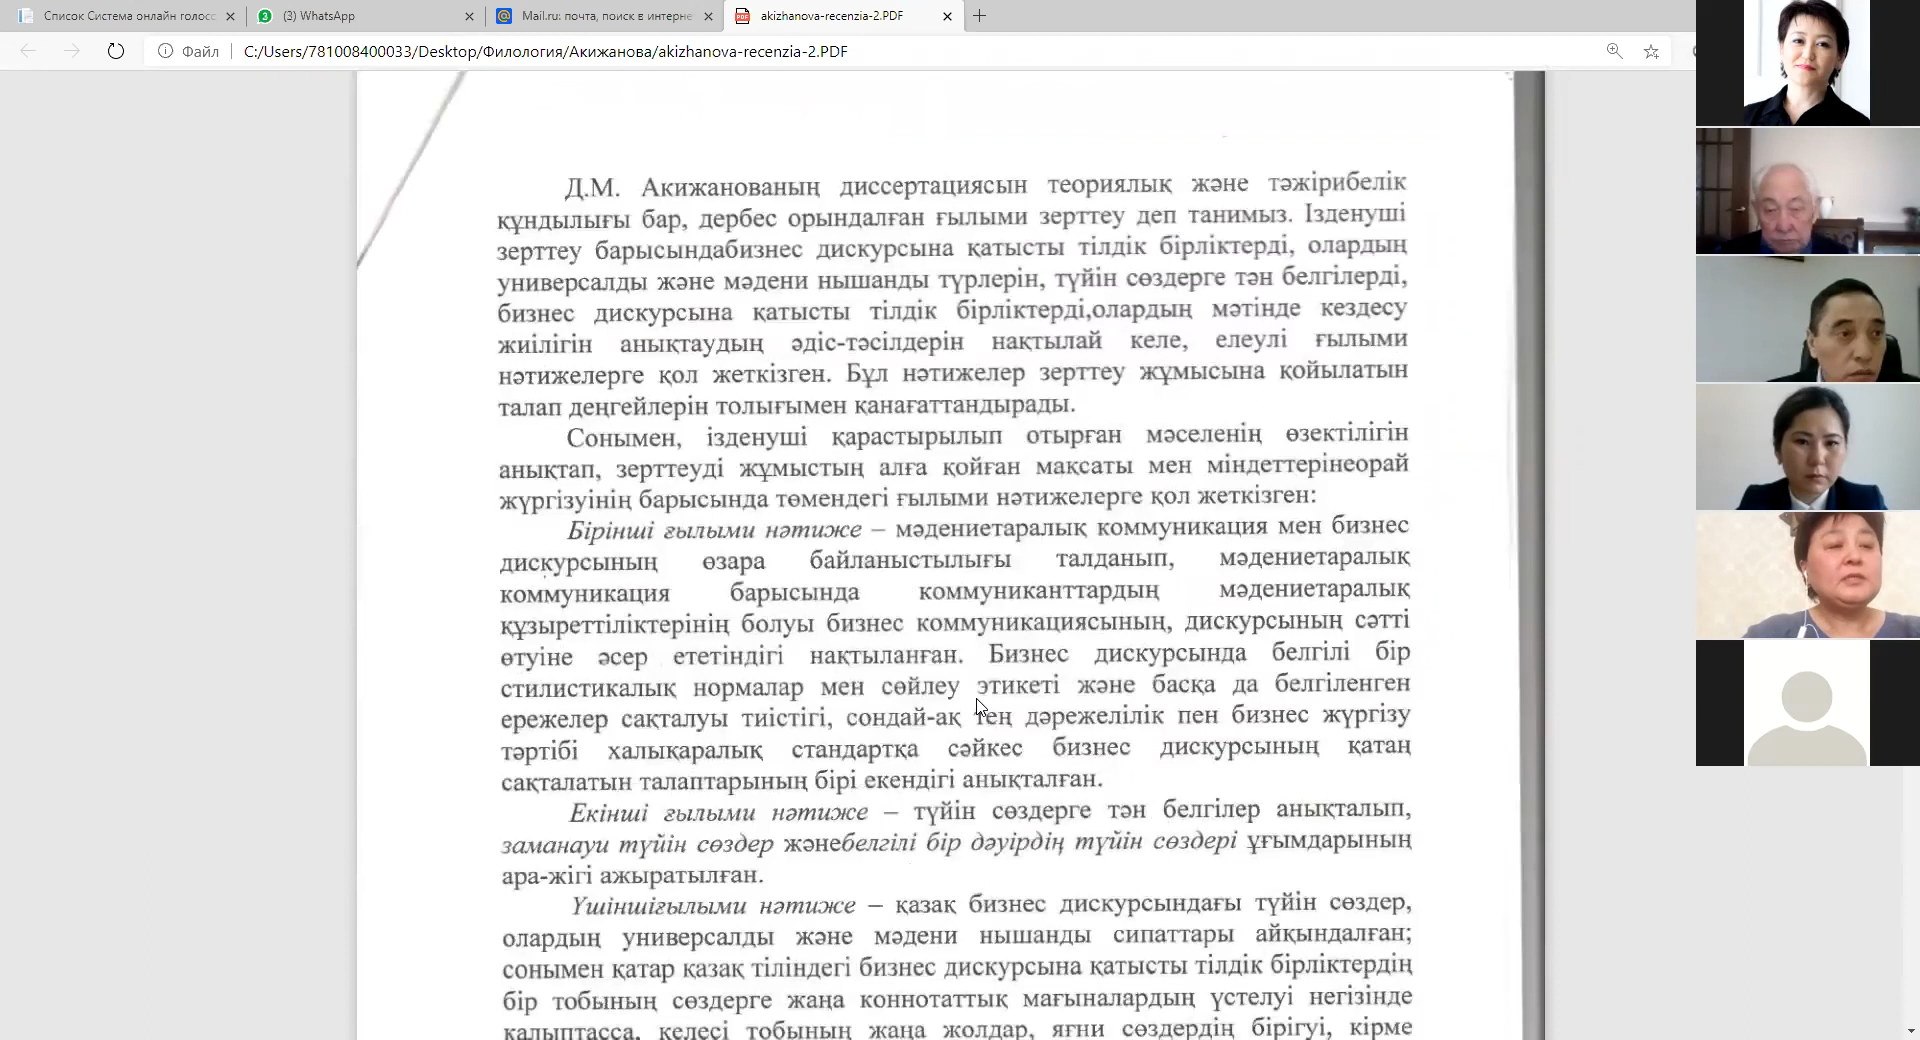 Список Система онлайн голосо
(3) WhatsApp
Mail.ru: почта, поиск в интерне
akizhanova-recenzia-2.PDF
Файл
C:/Users/781008400033/Desktop/Филология/Акижанова/akizhanova-recenzia-2.PDF
Д.М. Акижанованың диссертациясын теориялық және тәжірибелік
құндылығы бар, дербес орындалған ғылыми зерттеу деп танимыз. Ізденуші
зерттеу барысындабизнес дискурсына қатысты тілдік бірліктерді, олардың
универсалды және мәдени нышанды түрлерін, түйін сөздерге тән белгілерді,
бизнес дискурсына қатысты тілдік бірліктерді,олардың мәтінде кездесу
жиілігін анықтаудың әдіс-тәсілдерін нақтылай келе, елеулі ғылыми
нәтижелерге қол жеткізген. Бұл нәтижелер зерттеу жұмысына қойылатын
талап деңгейлерін толығымен қанағаттандырады.
Сонымен, ізденуші қарастырылып отырған мәселенің өзектілігін
анықтап, зерттеуді жұмыстың алға қойған мақсаты мен міндеттерінеорай
жүргізуінің барысында төмендегі ғылыми нәтижелерге қол жеткізген:
Бірінші ғылыми нәтиже – мәдениетаралық коммуникация мен бизнес
дискурсының өзара байланыстылығы талданып, мәдениетаралық
коммуникация барысында коммуниканттардың мәдениетаралық
құзыреттіліктерінің болуы бизнес коммуникациясының, дискурсының сәтті
өтуіне әсер ететіндігі нақтыланған. Бизнес дискурсында белгілі бір
стилистикалық нормалар мен сөйлеу этикеті және басқа да белгіленген
ережелер сақталуы тиістігі, сондай-ақ тең дәрежелілік пен бизнес жүргізу
тәртібі халықаралық стандартқа сәйкес бизнес дискурсының қатаң
сақталатын талаптарының бірі екендігі анықталған.
Екінші ғылыми нәтиже – түйін сөздерге тән белгілер анықталып,
заманауи түйін сөздер жәнебелгілі бір дәуірдің түйін сөздері ұғымдарының
ара-жігі ажыратылған.
Үшіншіғылыми нәтиже – қазақ бизнес дискурсындағы түйін сөздер,
олардың универсалды және мәдени нышанды сипаттары айқындалған;
сонымен қатар қазақ тіліндегі бизнес дискурсына қатысты тілдік бірліктердің
бір тобының сөздерге жаңа коннотаттық мағыналардың үстелуі негізінде
қалыптасса, келесі тобының жаңа жолдар, яғни сөздердің бірігуі, кірме